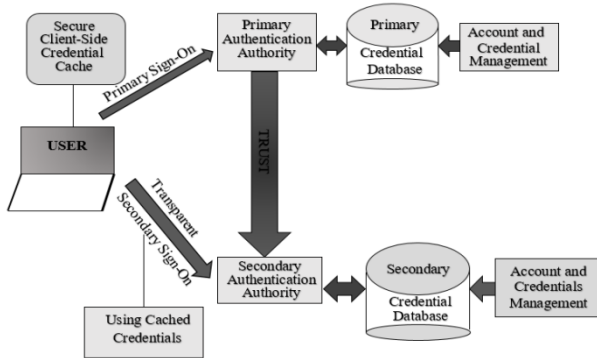 Secure
Client-Side
Credential
Cache
USER
Primary Sign-On
Primary
Authentication
Authority
Primary
Credential
Database
Account and
Credential
Management
TRUST
Transparent
Secondary Sign-On
Using Cached
Credentials
Secondary
Authentication
Authority
Secondary
Credential
Database
Account and
Credentials
Management